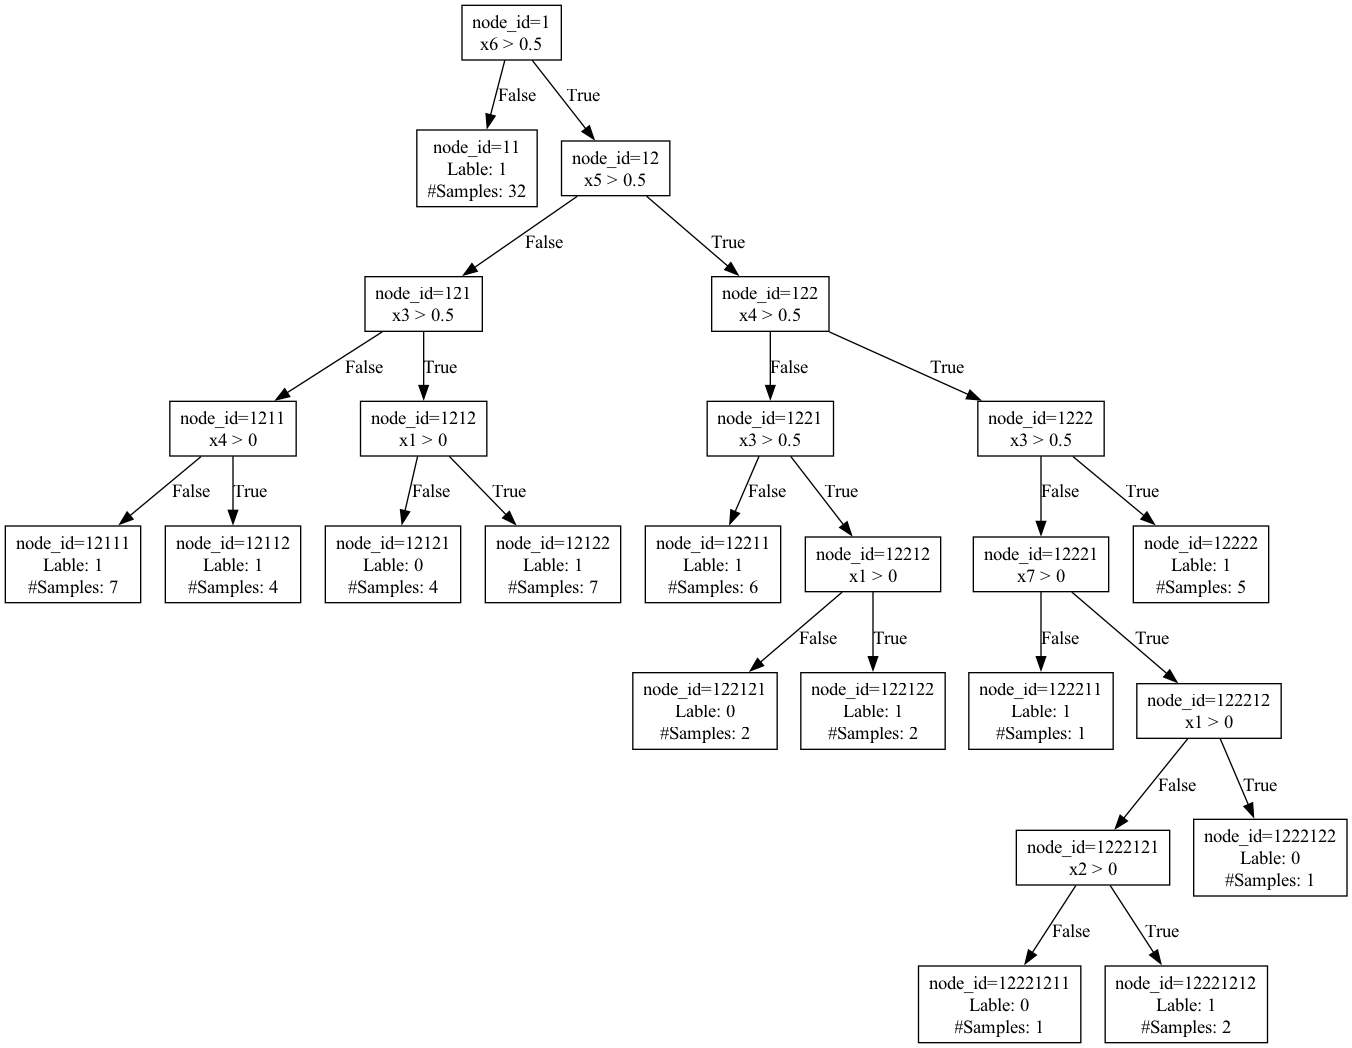 node_id=1
x6 > 0.5
False
True
node_id=11
Lable: 1
#Samples: 32
node_id=12
x5 > 0.5
False
True
node_id=121
x3 > 0.5
node_id=122
x4 > 0.5
False
True
False
True
node_id=1211
x4 > 0
node_id=1212
x1 > 0
node_id=1221
x3 > 0.5
node_id=1222
x3 > 0.5
False
True
False
True
False
True
False
True
node_id=12111
Lable: 1
#Samples: 7
node_id=12112
Lable: 1
#Samples: 4
node_id=12121
Lable: 0
#Samples: 4
node_id=12122
Lable: 1
#Samples: 7
node_id=12211
Lable: 1
#Samples: 6
node_id=12212
x1 > 0
node_id=12221
x7 > 0
node_id=12222
Lable: 1
#Samples: 5
False
True
False
True
node_id=122121
Lable: 0
#Samples: 2
node_id=122122
Lable: 1
#Samples: 2
node_id=122211
Lable: 1
#Samples: 1
node_id=122212
x1 > 0
False
True
node_id=1222121
x2 > 0
node_id=1222122
Lable: 0
#Samples: 1
False
True
node_id=12221211
Lable: 0
#Samples: 1
node_id=12221212
Lable: 1
#Samples: 2